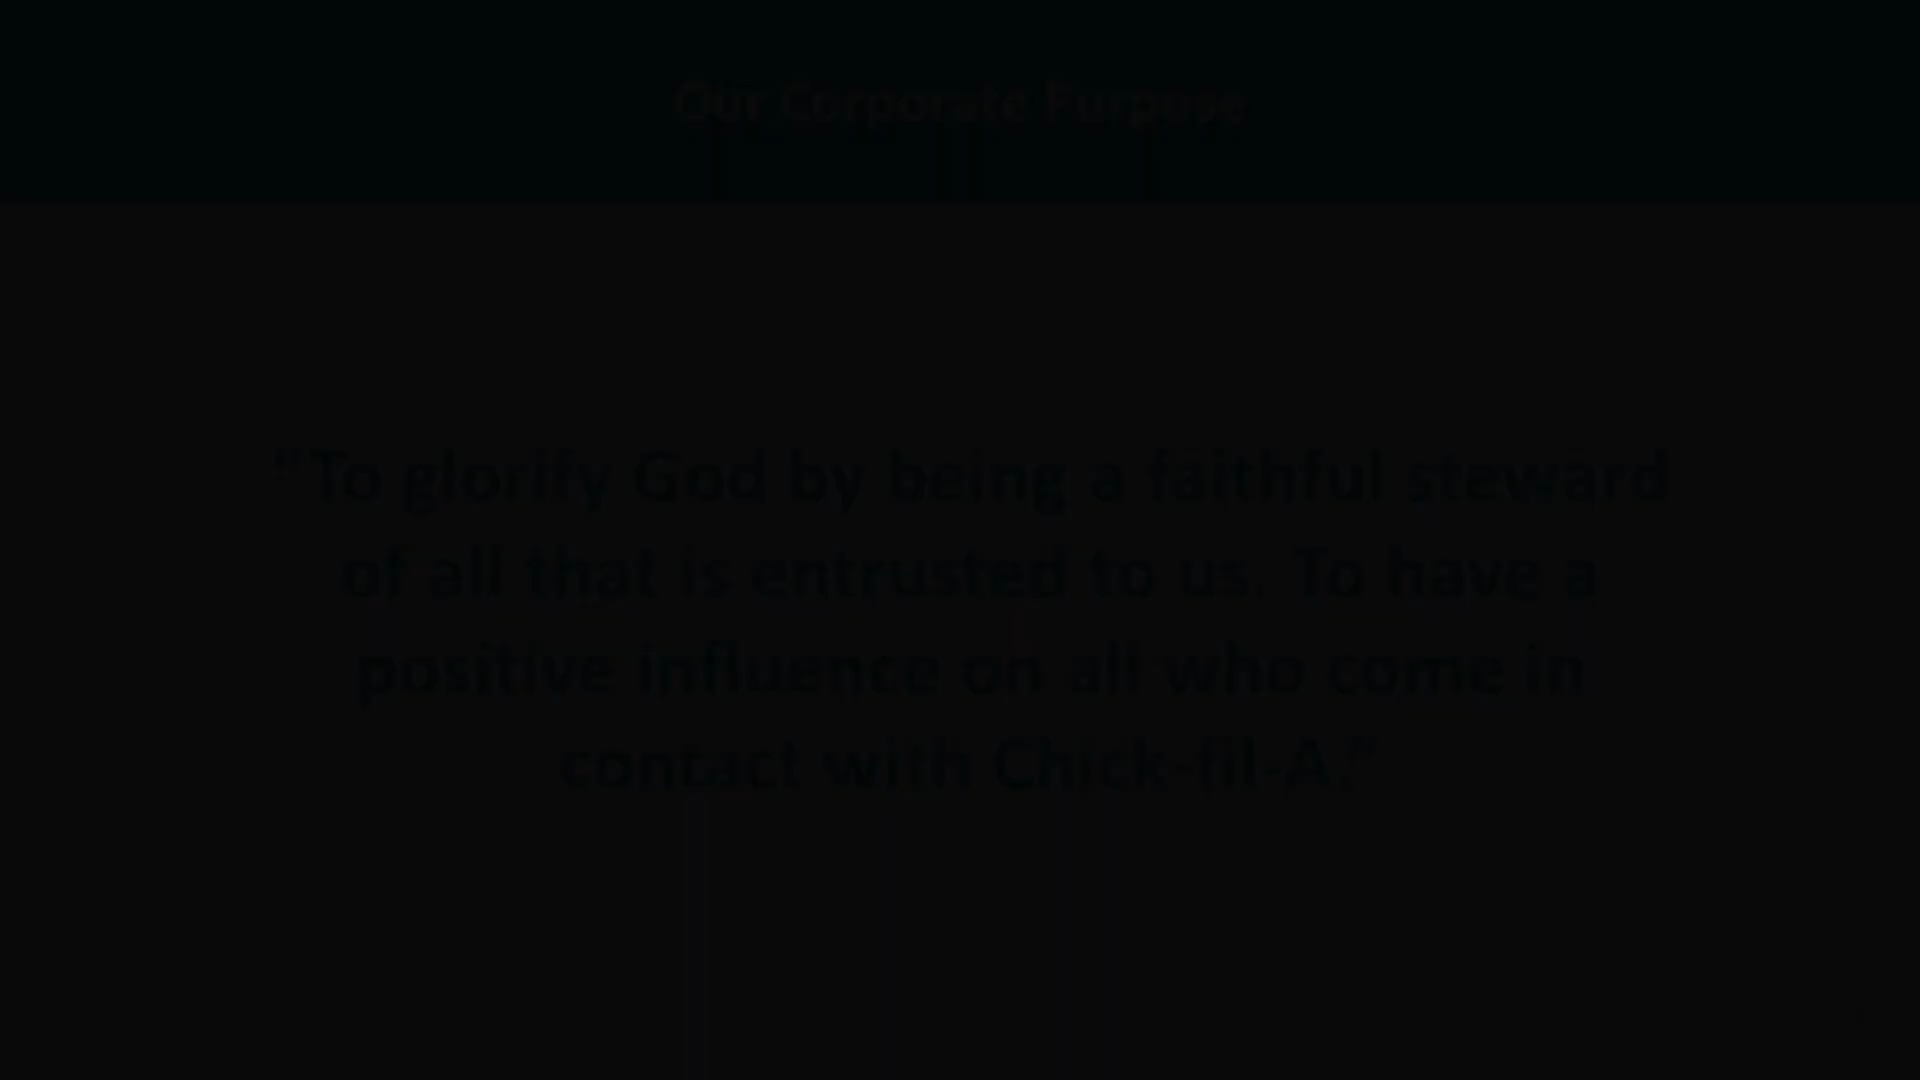 Our Corporate Purpose
“To glorify God by being a faithful steward
of all that is entrusted to us. To have a
positive influence on all who come in
contact with Chick-fil-A.”